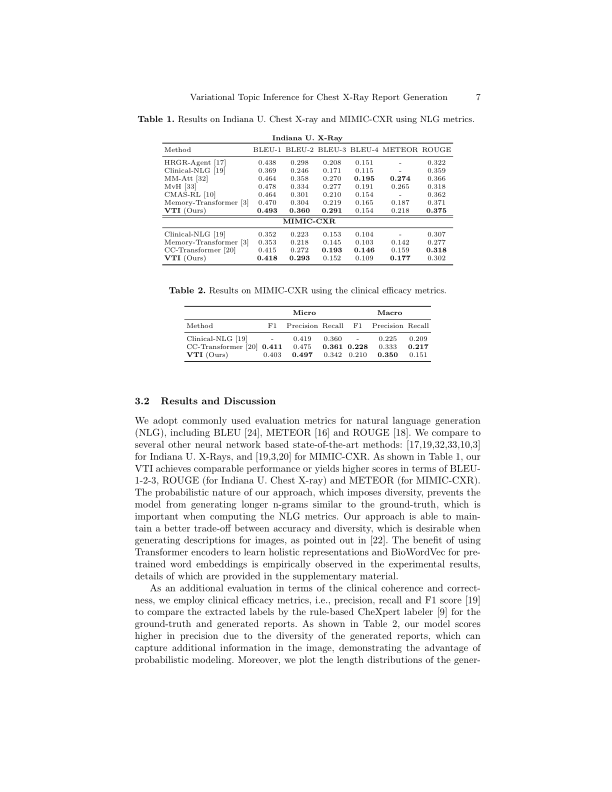 Variational Topic Inference for Chest X-Ray Report Generation 7
Table 1. Results on Indiana U. Chest X-ray and MIMIC-CXR using NLG metrics.
Indiana U. X-Ray
Method BLEU-1 BLEU-2 BLEU-3 BLEU-4 METEOR ROUGE
HRGR-Agent [17] 0.438 0.298 0.208 0.151 - 0.322
Clinical-NLG [19] 0.369 0.246 0.171 0.115 - 0.359
MM-Att [32] 0.464 0.358 0.270 0.195 0.274 0.366
MvH [33] 0.478 0.334 0.277 0.191 0.265 0.318
CMAS-RL [10] 0.464 0.301 0.210 0.154 - 0.362
Memory-Transformer [3] 0.470 0.304 0.219 0.165 0.187 0.371
VTI (Ours) 0.493 0.360 0.291 0.154 0.218 0.375
MIMIC-CXR
Clinical-NLG [19] 0.352 0.223 0.153 0.104 - 0.307
Memory-Transformer [3] 0.353 0.218 0.145 0.103 0.142 0.277
CC-Transformer [20] 0.415 0.272 0.193 0.146 0.159 0.318
VTI (Ours) 0.418 0.293 0.152 0.109 0.177 0.302
Table 2. Results on MIMIC-CXR using the clinical efficacy metrics.
Micro Macro
Method F1 Precision Recall F1 Precision Recall
Clinical-NLG [19] - 0.419 0.360 - 0.225 0.209
CC-Transformer [20] 0.411 0.475 0.361 0.228 0.333 0.217
VTI (Ours) 0.403 0.497 0.342 0.210 0.350 0.151
3.2 Results and Discussion
We adopt commonly used evaluation metrics for natural language generation
(NLG), including BLEU [24], METEOR [16] and ROUGE [18]. We compare to
several other neural network based state-of-the-art methods: [17,19,32,33,10,3]
for Indiana U. X-Rays, and [19,3,20] for MIMIC-CXR. As shown in Table 1, our
VTI achieves comparable performance or yields higher scores in terms of BLEU-
1-2-3, ROUGE (for Indiana U. Chest X-ray) and METEOR (for MIMIC-CXR).
The probabilistic nature of our approach, which imposes diversity, prevents the
model from generating longer n-grams similar to the ground-truth, which is
important when computing the NLG metrics. Our approach is able to main-
tain a better trade-off between accuracy and diversity, which is desirable when
generating descriptions for images, as pointed out in [22]. The benefit of using
Transformer encoders to learn holistic representations and BioWordVec for pre-
trained word embeddings is empirically observed in the experimental results,
details of which are provided in the supplementary material.
As an additional evaluation in terms of the clinical coherence and correct-
ness, we employ clinical efficacy metrics, i.e., precision, recall and F1 score [19]
to compare the extracted labels by the rule-based CheXpert labeler [9] for the
ground-truth and generated reports. As shown in Table 2, our model scores
higher in precision due to the diversity of the generated reports, which can
capture additional information in the image, demonstrating the advantage of
probabilistic modeling. Moreover, we plot the length distributions of the gener-